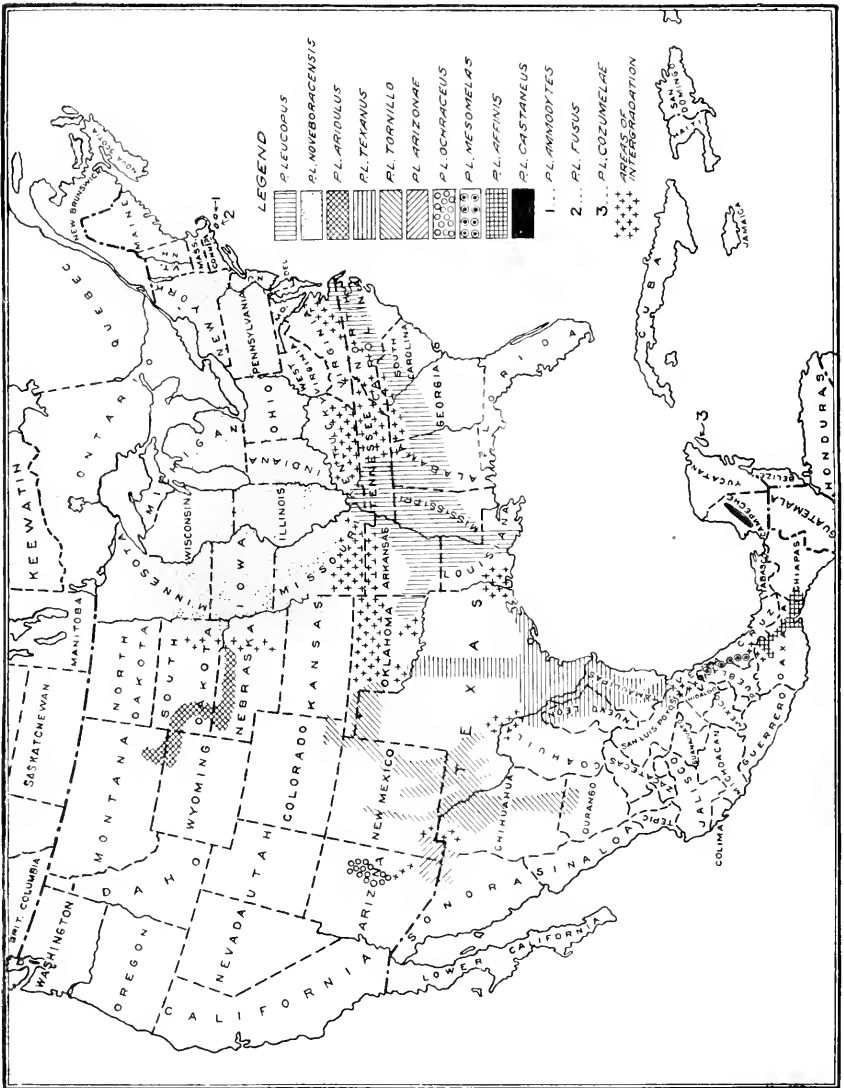 LEGEND
P.LEUCOPUS
P.L.NOVEBORACENSIS
P.L.ARIDULUS
P.L.TEXANUS
P.L.TORNILLO
P.L.ARIZONAE
P.L.OCHRACEUS
P.L.MESOMELAS
P.L.AFFINIS
P.L.CASTANEUS
1... P.L.AMMODYTES
2... P.L.FUSUS
3... P.L.COZUMELAE
AREAS OF
INTERGRADATION
BRIT. COLUMBIA
SASKATCHEWAN
MANITOBA
KEEWATIN
ONTARIO
QUEBEC
NEW BRUNSWICK
NOVA SCOTIA
WASHINGTON
OREGON
CALIFORNIA
NEVADA
IDAHO
MONTANA
WYOMING
UTAH
COLORADO
ARIZONA
NEW MEXICO
NORTH
DAKOTA
SOUTH
DAKOTA
NEBRASKA
KANSAS
OKLAHOMA
TEXAS
MINNESOTA
IOWA
MISSOURI
ARKANSAS
LOUISIANA
WISCONSIN
ILLINOIS
MICHIGAN
INDIANA
OHIO
KENTUCKY
TENNESSEE
MISSISSIPPI
ALABAMA
GEORGIA
FLORIDA
SOUTH
CAROLINA
NORTH CAROLINA
VIRGINIA
WEST
VIRGINIA
PENNSYLVANIA
NEW YORK
MAINE
MASS.
CONN.
DEL
1
2
LOWER CALIFORNIA
SONORA
SINALOA
CHIHUAHUA
DURANGO
COAHUILA
NUEVO LEON
TAMAULIPAS
ZACATECAS
SAN LUIS POTOSI
TEPIC
JALISCO
COLIMA
MICHOACAN
HIDALGO
MEXICO
PUEBLA
VERA CRUZ
GUERRERO
OAXACA
TABASCO
CHIAPAS
CAMPECHE
YUCATAN
3
BELIZE
GUATEMALA
HONDURAS
CUBA
JAMAICA
HAITI
SAN
DOMINGO